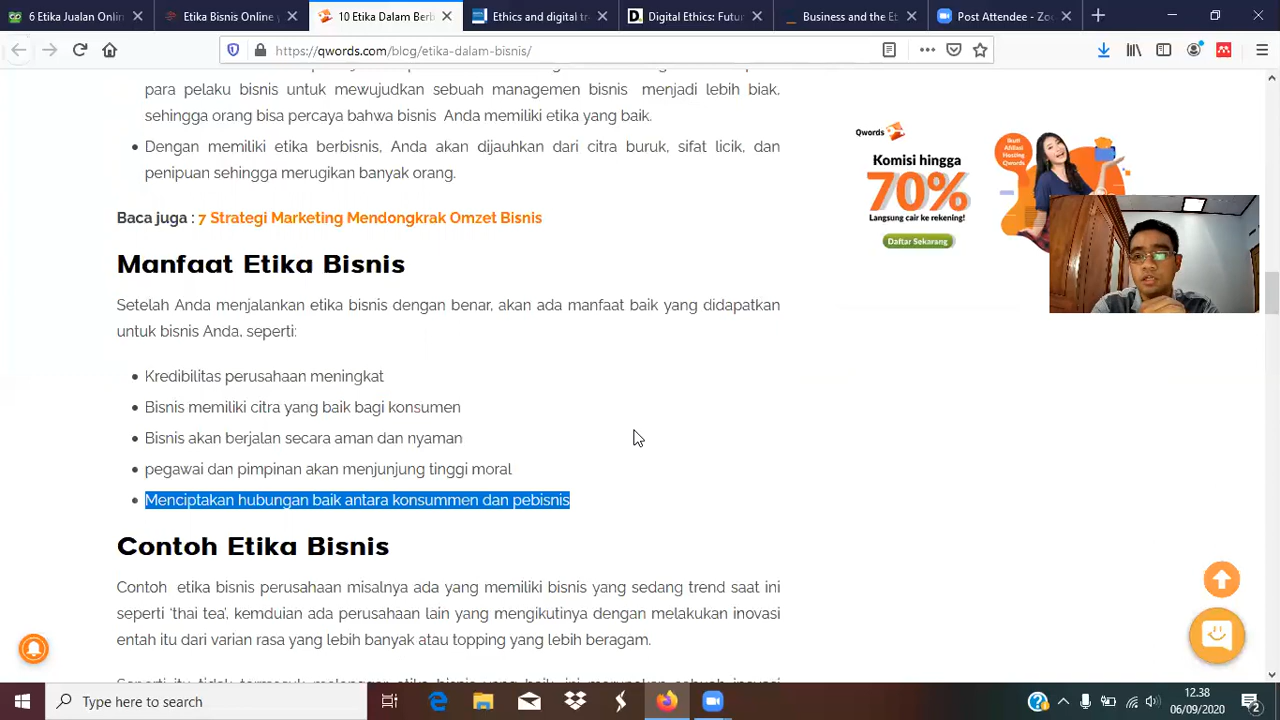 6 Etika Jualan Onlin
Etika Bisnis Online y
10 Etika Dalam Berb
Ethics and digital tr
Digital Ethics: Futur
Business and the Et
Post Attendee - Zoo
https://qwords.com/blog/etika-dalam-bisnis/
para pelaku bisnis untuk mewujudkan sebuah managemen bisnis menjadi lebih biak,
sehingga orang bisa percaya bahwa bisnis Anda memiliki etika yang baik.
Dengan memiliki etika berbisnis, Anda akan dijauhkan dari citra buruk, sifat licik, dan
penipuan sehingga merugikan banyak orang.
Baca juga : 7 Strategi Marketing Mendongkrak Omzet Bisnis
Manfaat Etika Bisnis
Setelah Anda menjalankan etika bisnis dengan benar, akan ada manfaat baik yang didapatkan
untuk bisnis Anda, seperti:
Kredibilitas perusahaan meningkat
Bisnis memiliki citra yang baik bagi konsumen
Bisnis akan berjalan secara aman dan nyaman
pegawai dan pimpinan akan menjunjung tinggi moral
Menciptakan hubungan baik antara konsummen dan pebisnis
Contoh Etika Bisnis
Contoh etika bisnis perusahaan misalnya ada yang memiliki bisnis yang sedang trend saat ini
seperti 'thai tea', kemduian ada perusahaan lain yang mengikutinya dengan melakukan inovasi
entah itu dari varian rasa yang lebih banyak atau topping yang lebih beragam.
Qwords
Komisi hingga
70%
Langsung cair ke rekening!
Daftar Sekarang
Ikuti
Afiliasi
Hosting
Qwords
Type here to search
12.38
06/09/2020
2